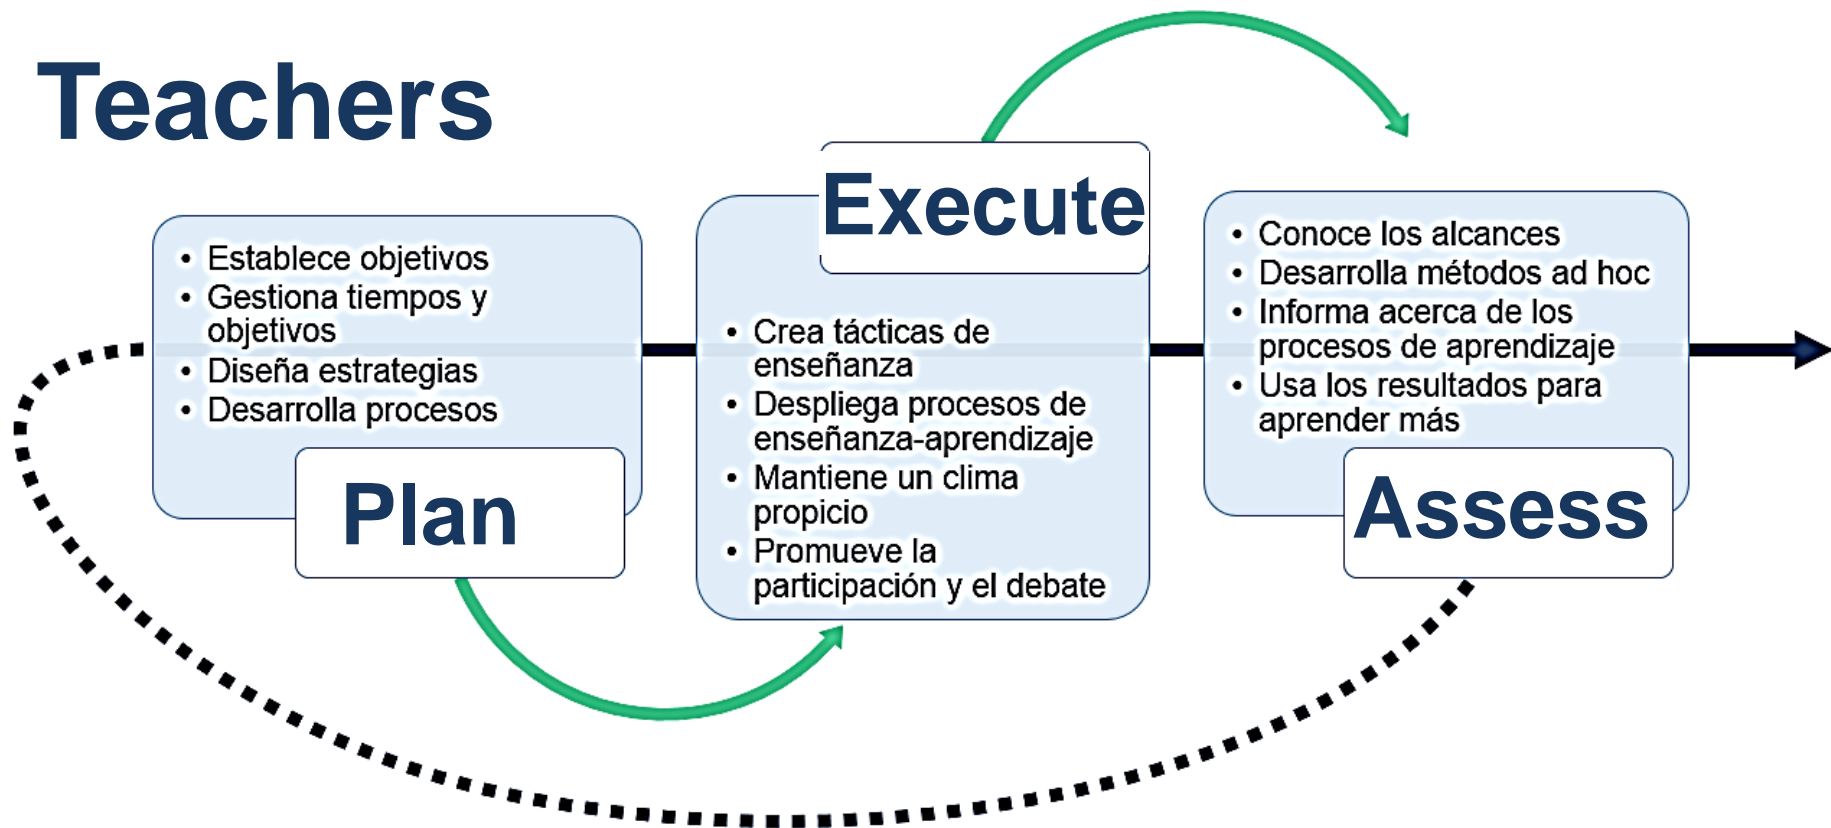 Teachers
• Establece objetivos
• Gestiona tiempos y
objetivos
• Diseña estrategias
• Desarrolla procesos
Plan
Execute
• Crea tácticas de
enseñanza
• Despliega procesos de
enseñanza-aprendizaje
• Mantiene un clima
propicio
• Promueve la
participación y el debate
• Conoce los alcances
• Desarrolla métodos ad hoc
• Informa acerca de los
procesos de aprendizaje
• Usa los resultados para
aprender más
Assess